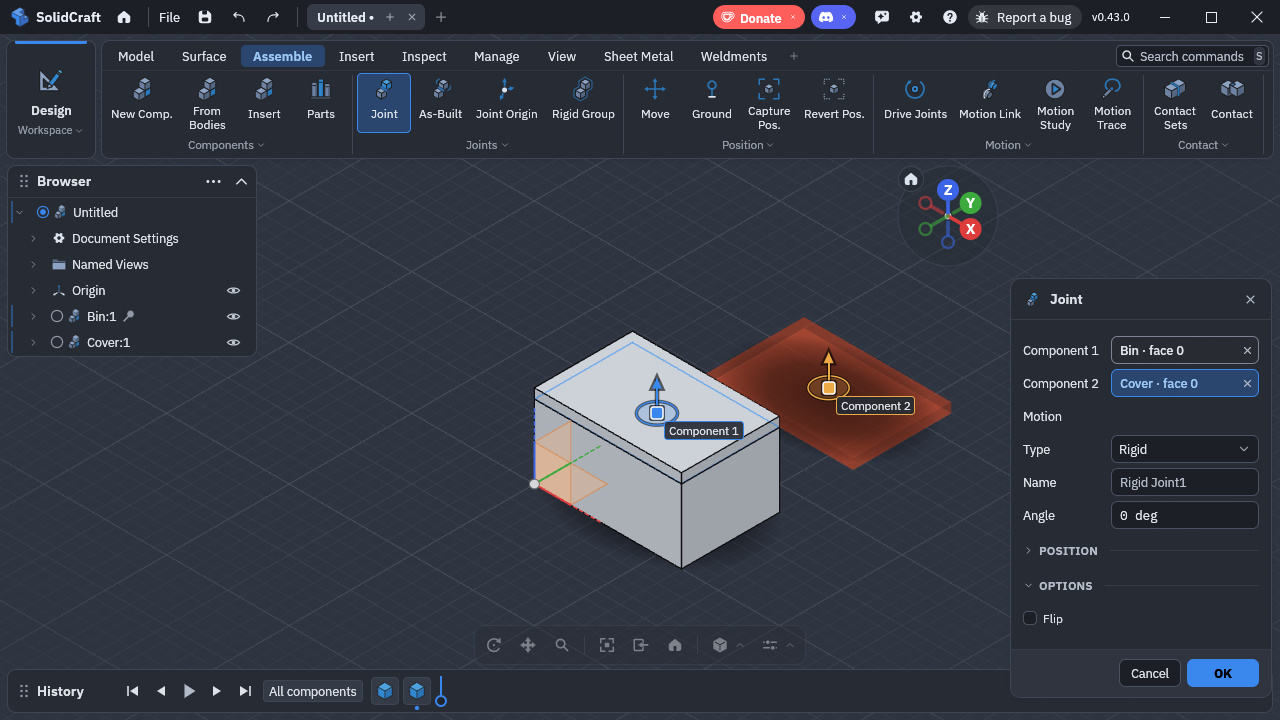 SolidCraft
File
Untitled •
Donate
Report a bug
v0.43.0
Design
Workspace
Model
Surface
Assemble
Insert
Inspect
Manage
View
Sheet Metal
Weldments
Search commands
S
New Comp.
From
Bodies
Insert
Parts
Joint
As-Built
Joint Origin
Rigid Group
Move
Ground
Capture
Pos.
Revert Pos.
Drive Joints
Motion Link
Motion
Study
Motion
Trace
Contact
Sets
Contact
Components
Joints
Position
Motion
Contact
Browser
Untitled
Document Settings
Named Views
Origin
Bin:1
Cover:1
Z
Y
X
Component 1
Component 2
Joint
Component 1
Bin · face 0
Component 2
Cover · face 0
Motion
Type
Rigid
Name
Rigid Joint1
Angle
0 deg
POSITION
OPTIONS
Flip
Cancel
OK
History
All components